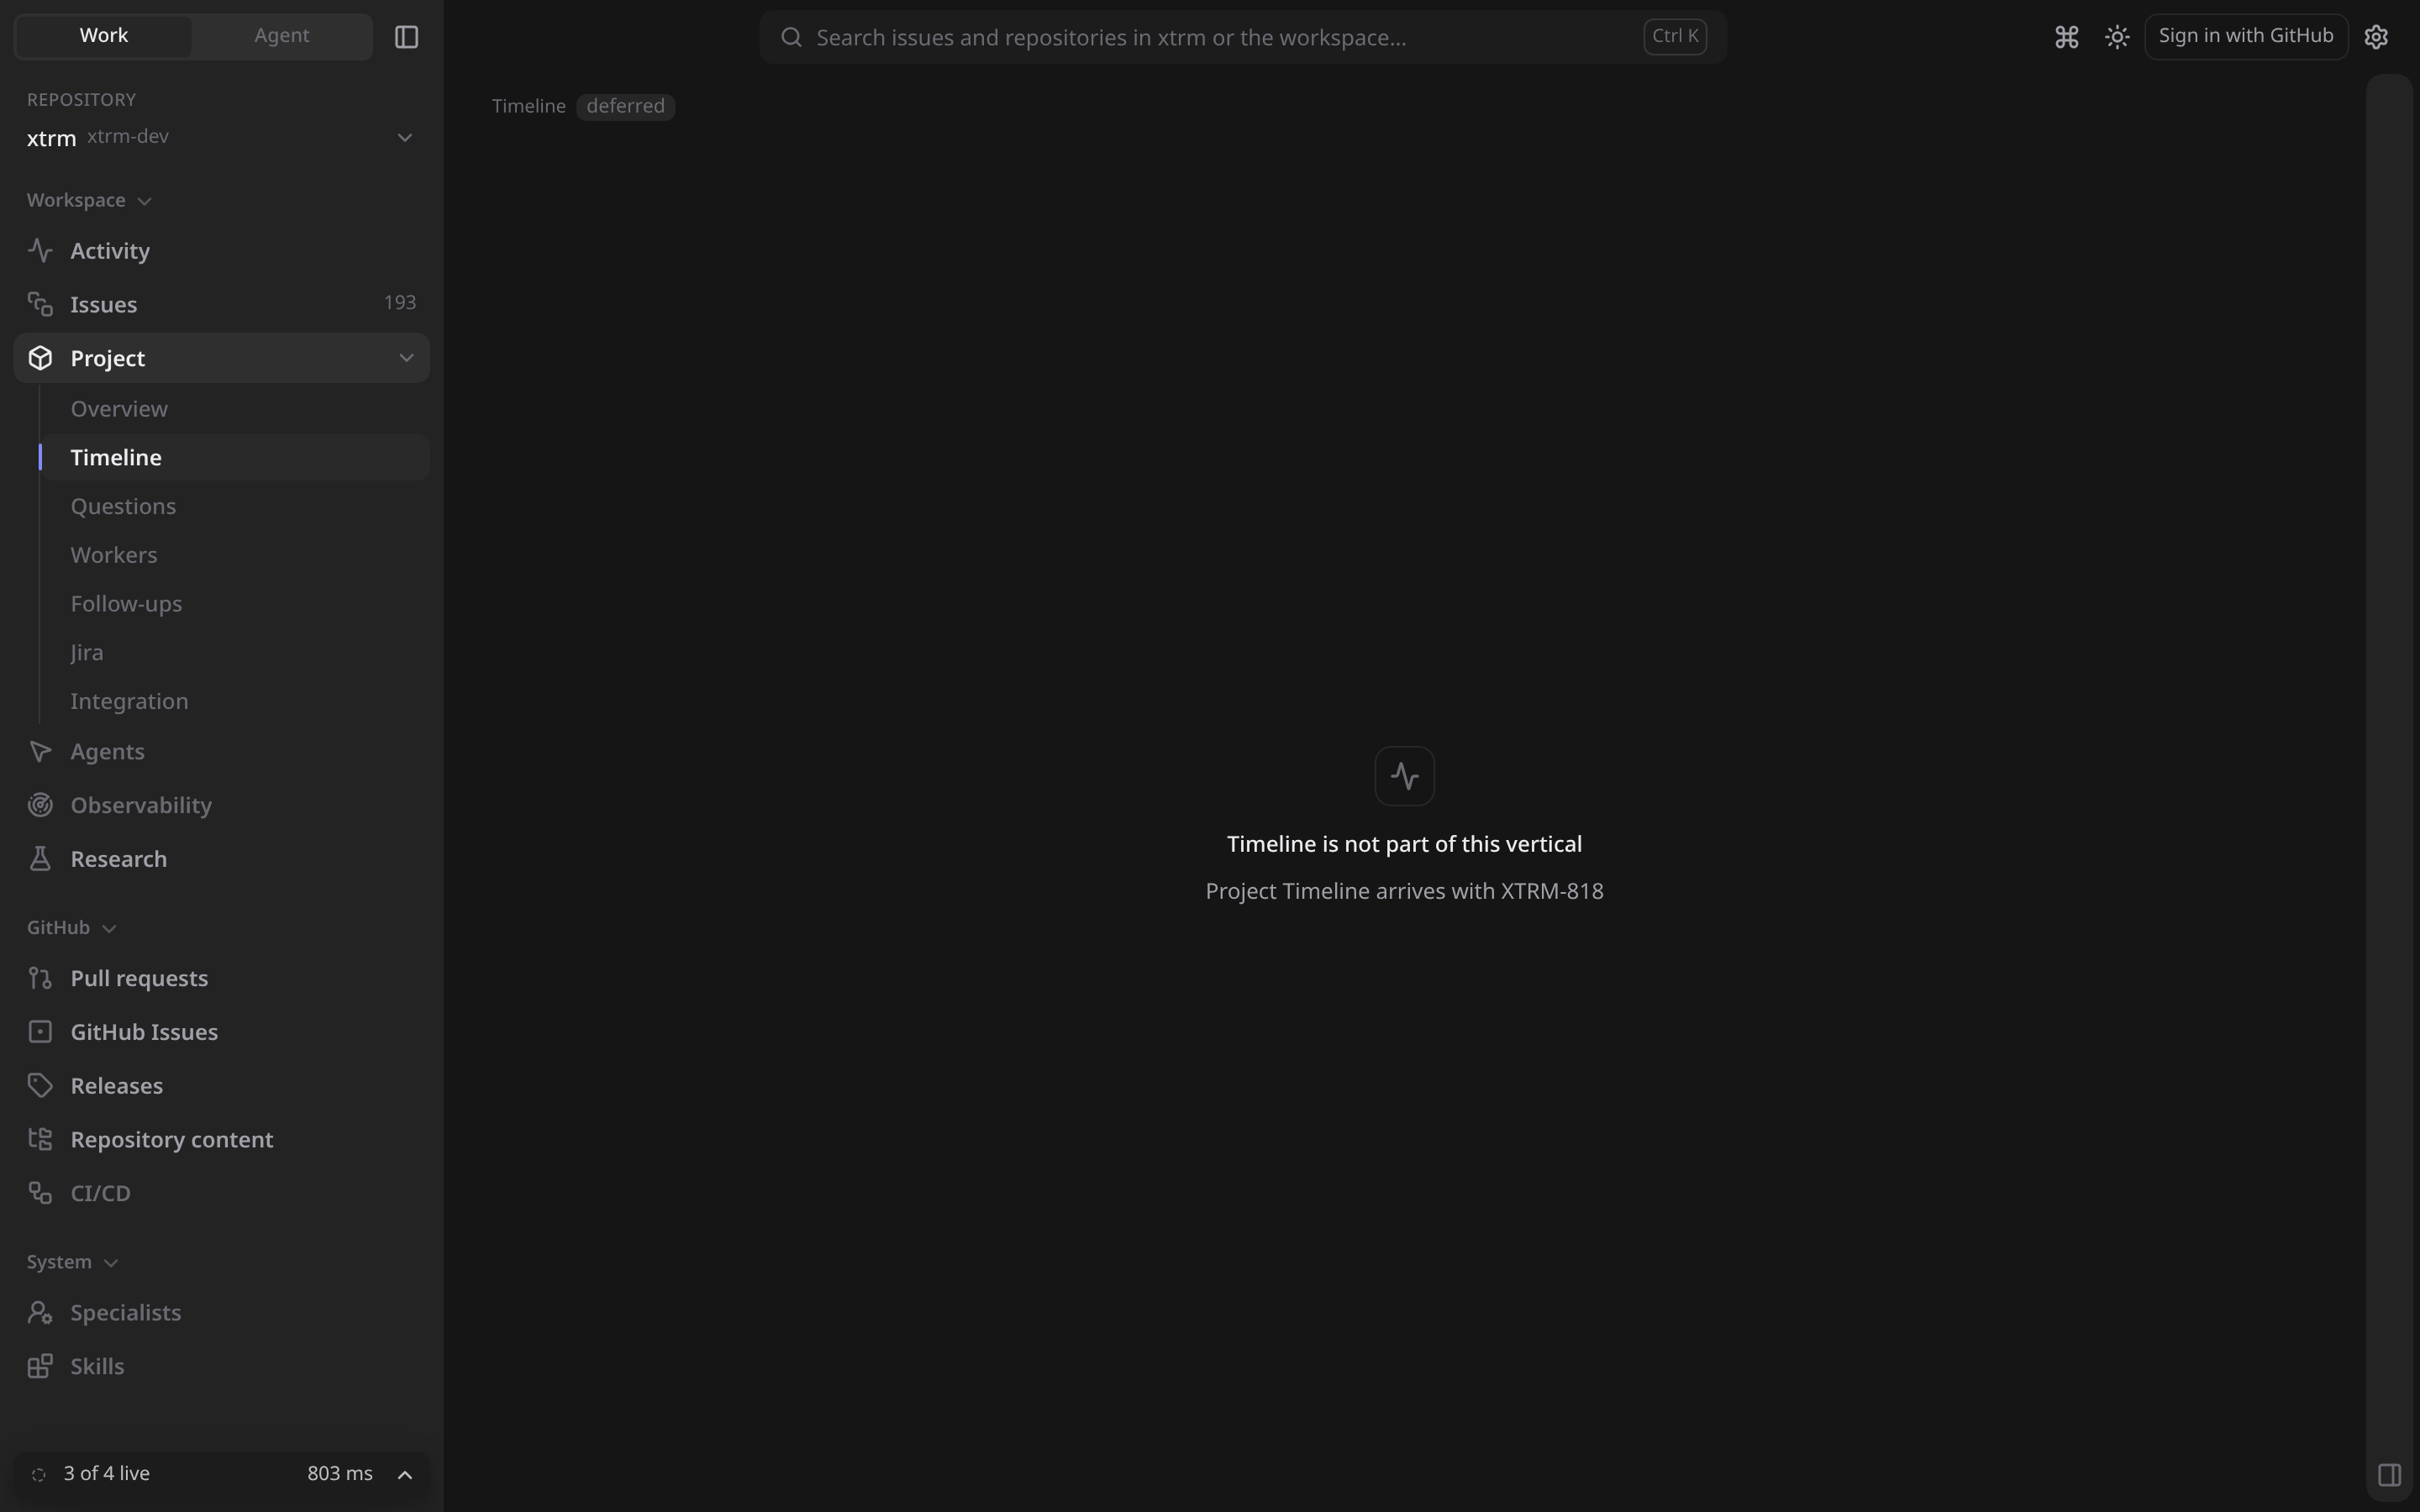 Work
Agent
Search issues and repositories in xtrm or the workspace...
Ctrl K
Sign in with GitHub
REPOSITORY
xtrm xtrm-dev
Timeline deferred
Workspace
Activity
Issues 193
Project
Overview
Timeline
Questions
Workers
Follow-ups
Jira
Integration
Agents
Observability
Research
Timeline is not part of this vertical
Project Timeline arrives with XTRM-818
GitHub
Pull requests
GitHub Issues
Releases
Repository content
CI/CD
System
Specialists
Skills
3 of 4 live 803 ms